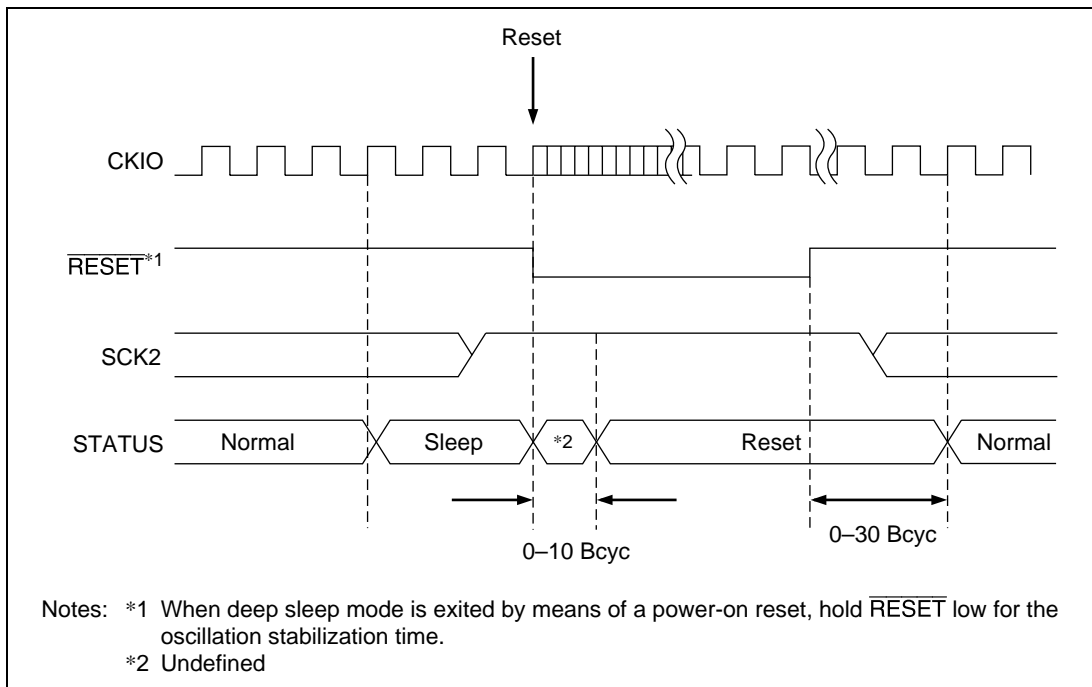 Reset
CKIO
RESET*1
SCK2
STATUS Normal Sleep *2 Reset Normal
0–10 Bcyc 0–30 Bcyc
Notes: *1 When deep sleep mode is exited by means of a power-on reset, hold RESET low for the
oscillation stabilization time.
*2 Undefined